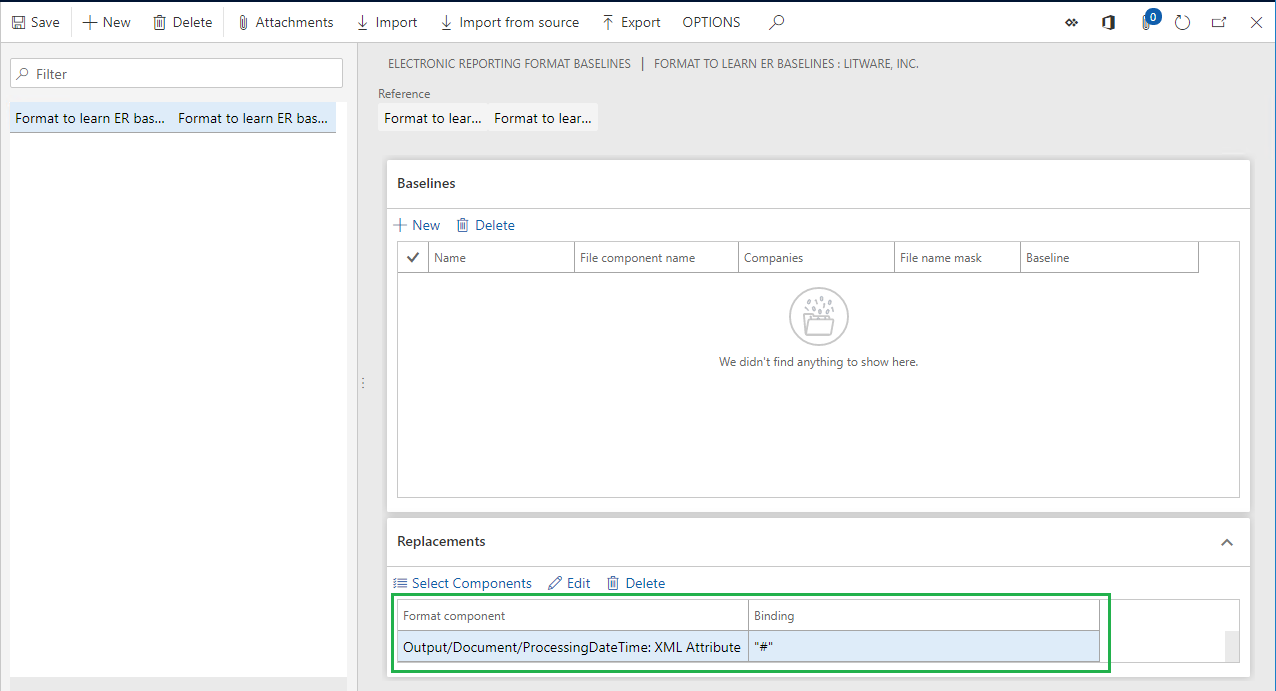 Save New Delete Attachments Import Import from source Export OPTIONS 0
Filter
Format to learn ER bas... Format to learn ER bas...
ELECTRONIC REPORTING FORMAT BASELINES | FORMAT TO LEARN ER BASELINES : LITWARE, INC.
Reference
Format to lear... Format to lear...
Baselines
New Delete
Name File component name Companies File name mask Baseline
We didn't find anything to show here.
Replacements
Select Components Edit Delete
Format component Binding
Output/Document/ProcessingDateTime: XML Attribute "#"